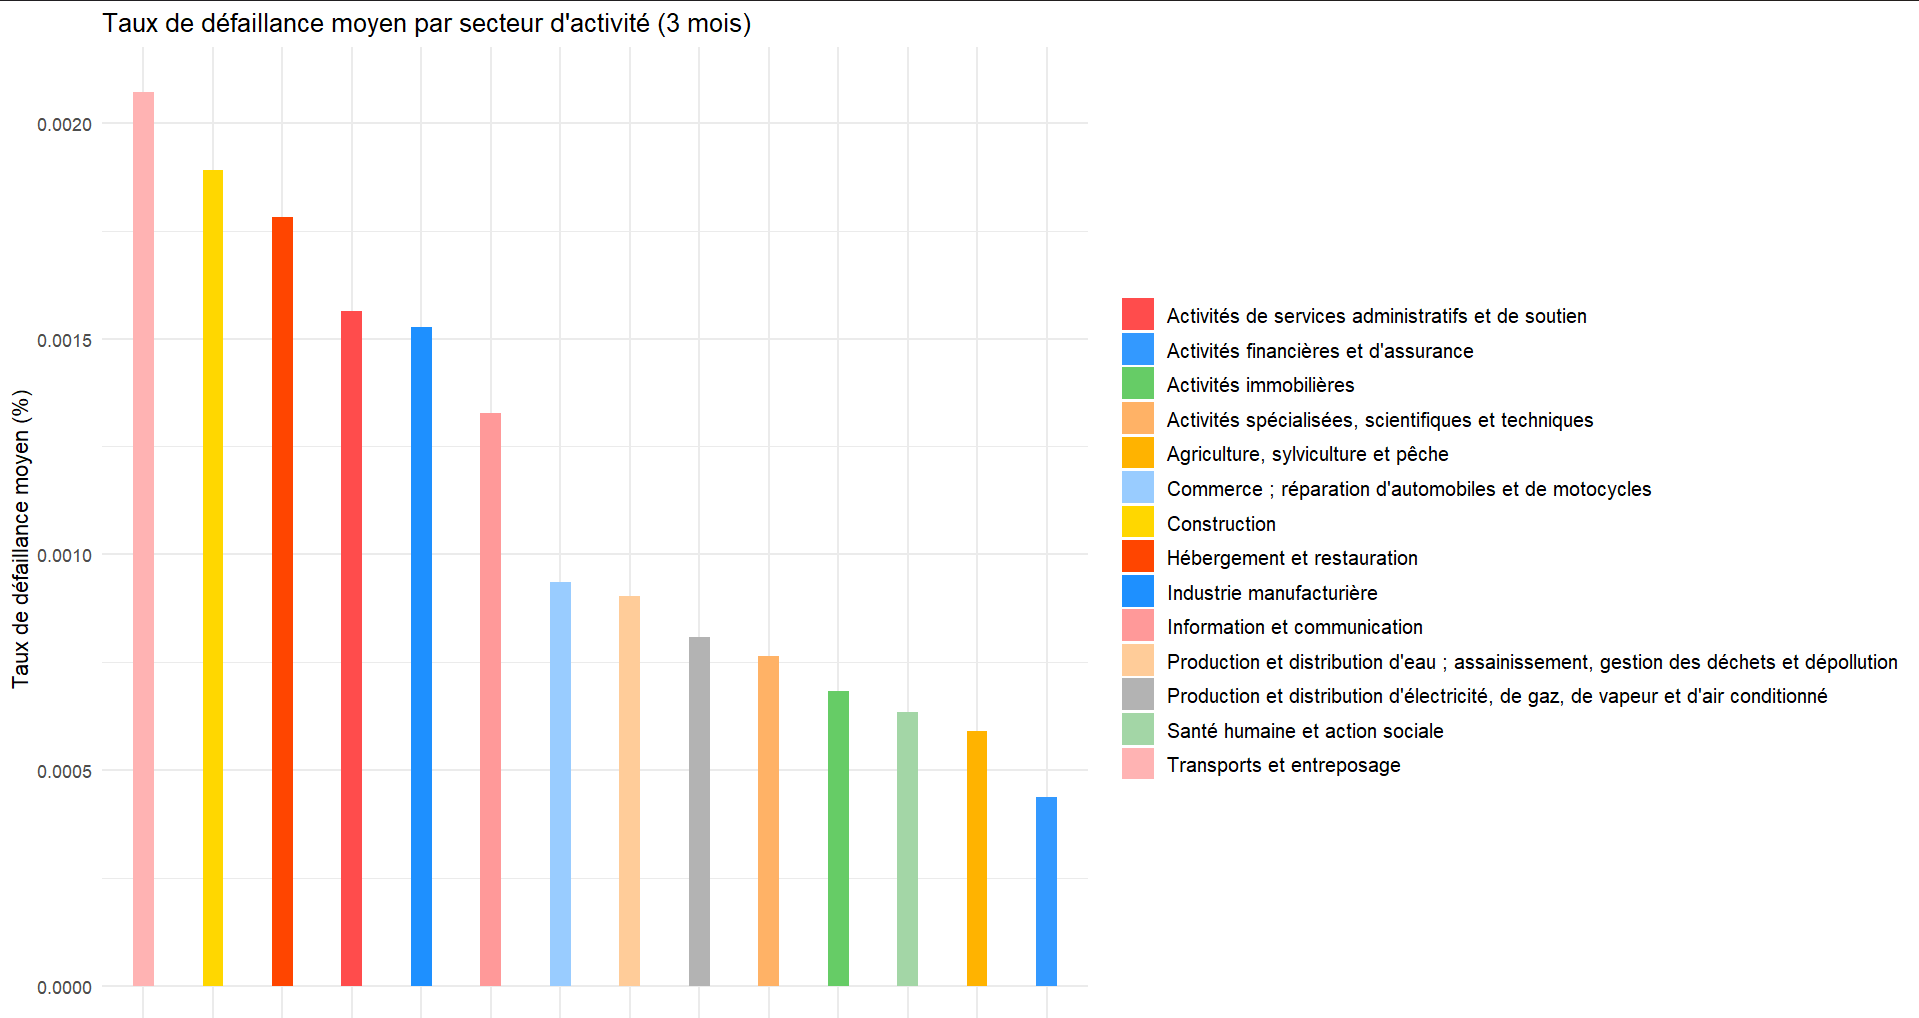 Taux de défaillance moyen par secteur d'activité (3 mois)
Taux de défaillance moyen (%)
0.0020
0.0015
0.0010
0.0005
0.0000
Activités de services administratifs et de soutien
Activités financières et d'assurance
Activités immobilières
Activités spécialisées, scientifiques et techniques
Agriculture, sylviculture et pêche
Commerce ; réparation d'automobiles et de motocycles
Construction
Hébergement et restauration
Industrie manufacturière
Information et communication
Production et distribution d'eau ; assainissement, gestion des déchets et dépollution
Production et distribution d'électricité, de gaz, de vapeur et d'air conditionné
Santé humaine et action sociale
Transports et entreposage